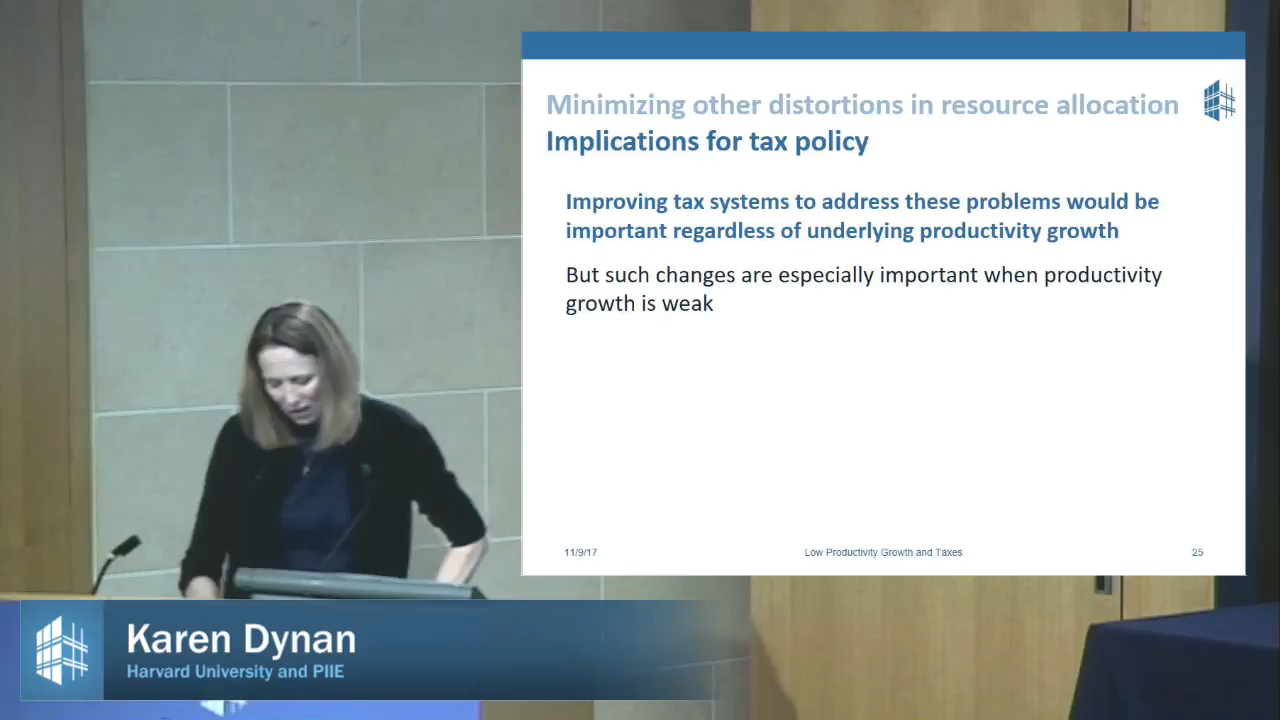 Minimizing other distortions in resource allocation
Implications for tax policy
Improving tax systems to address these problems would be
important regardless of underlying productivity growth
But such changes are especially important when productivity
growth is weak
11/9/17
Low Productivity Growth and Taxes
25
Karen Dynan
Harvard University and PIIE